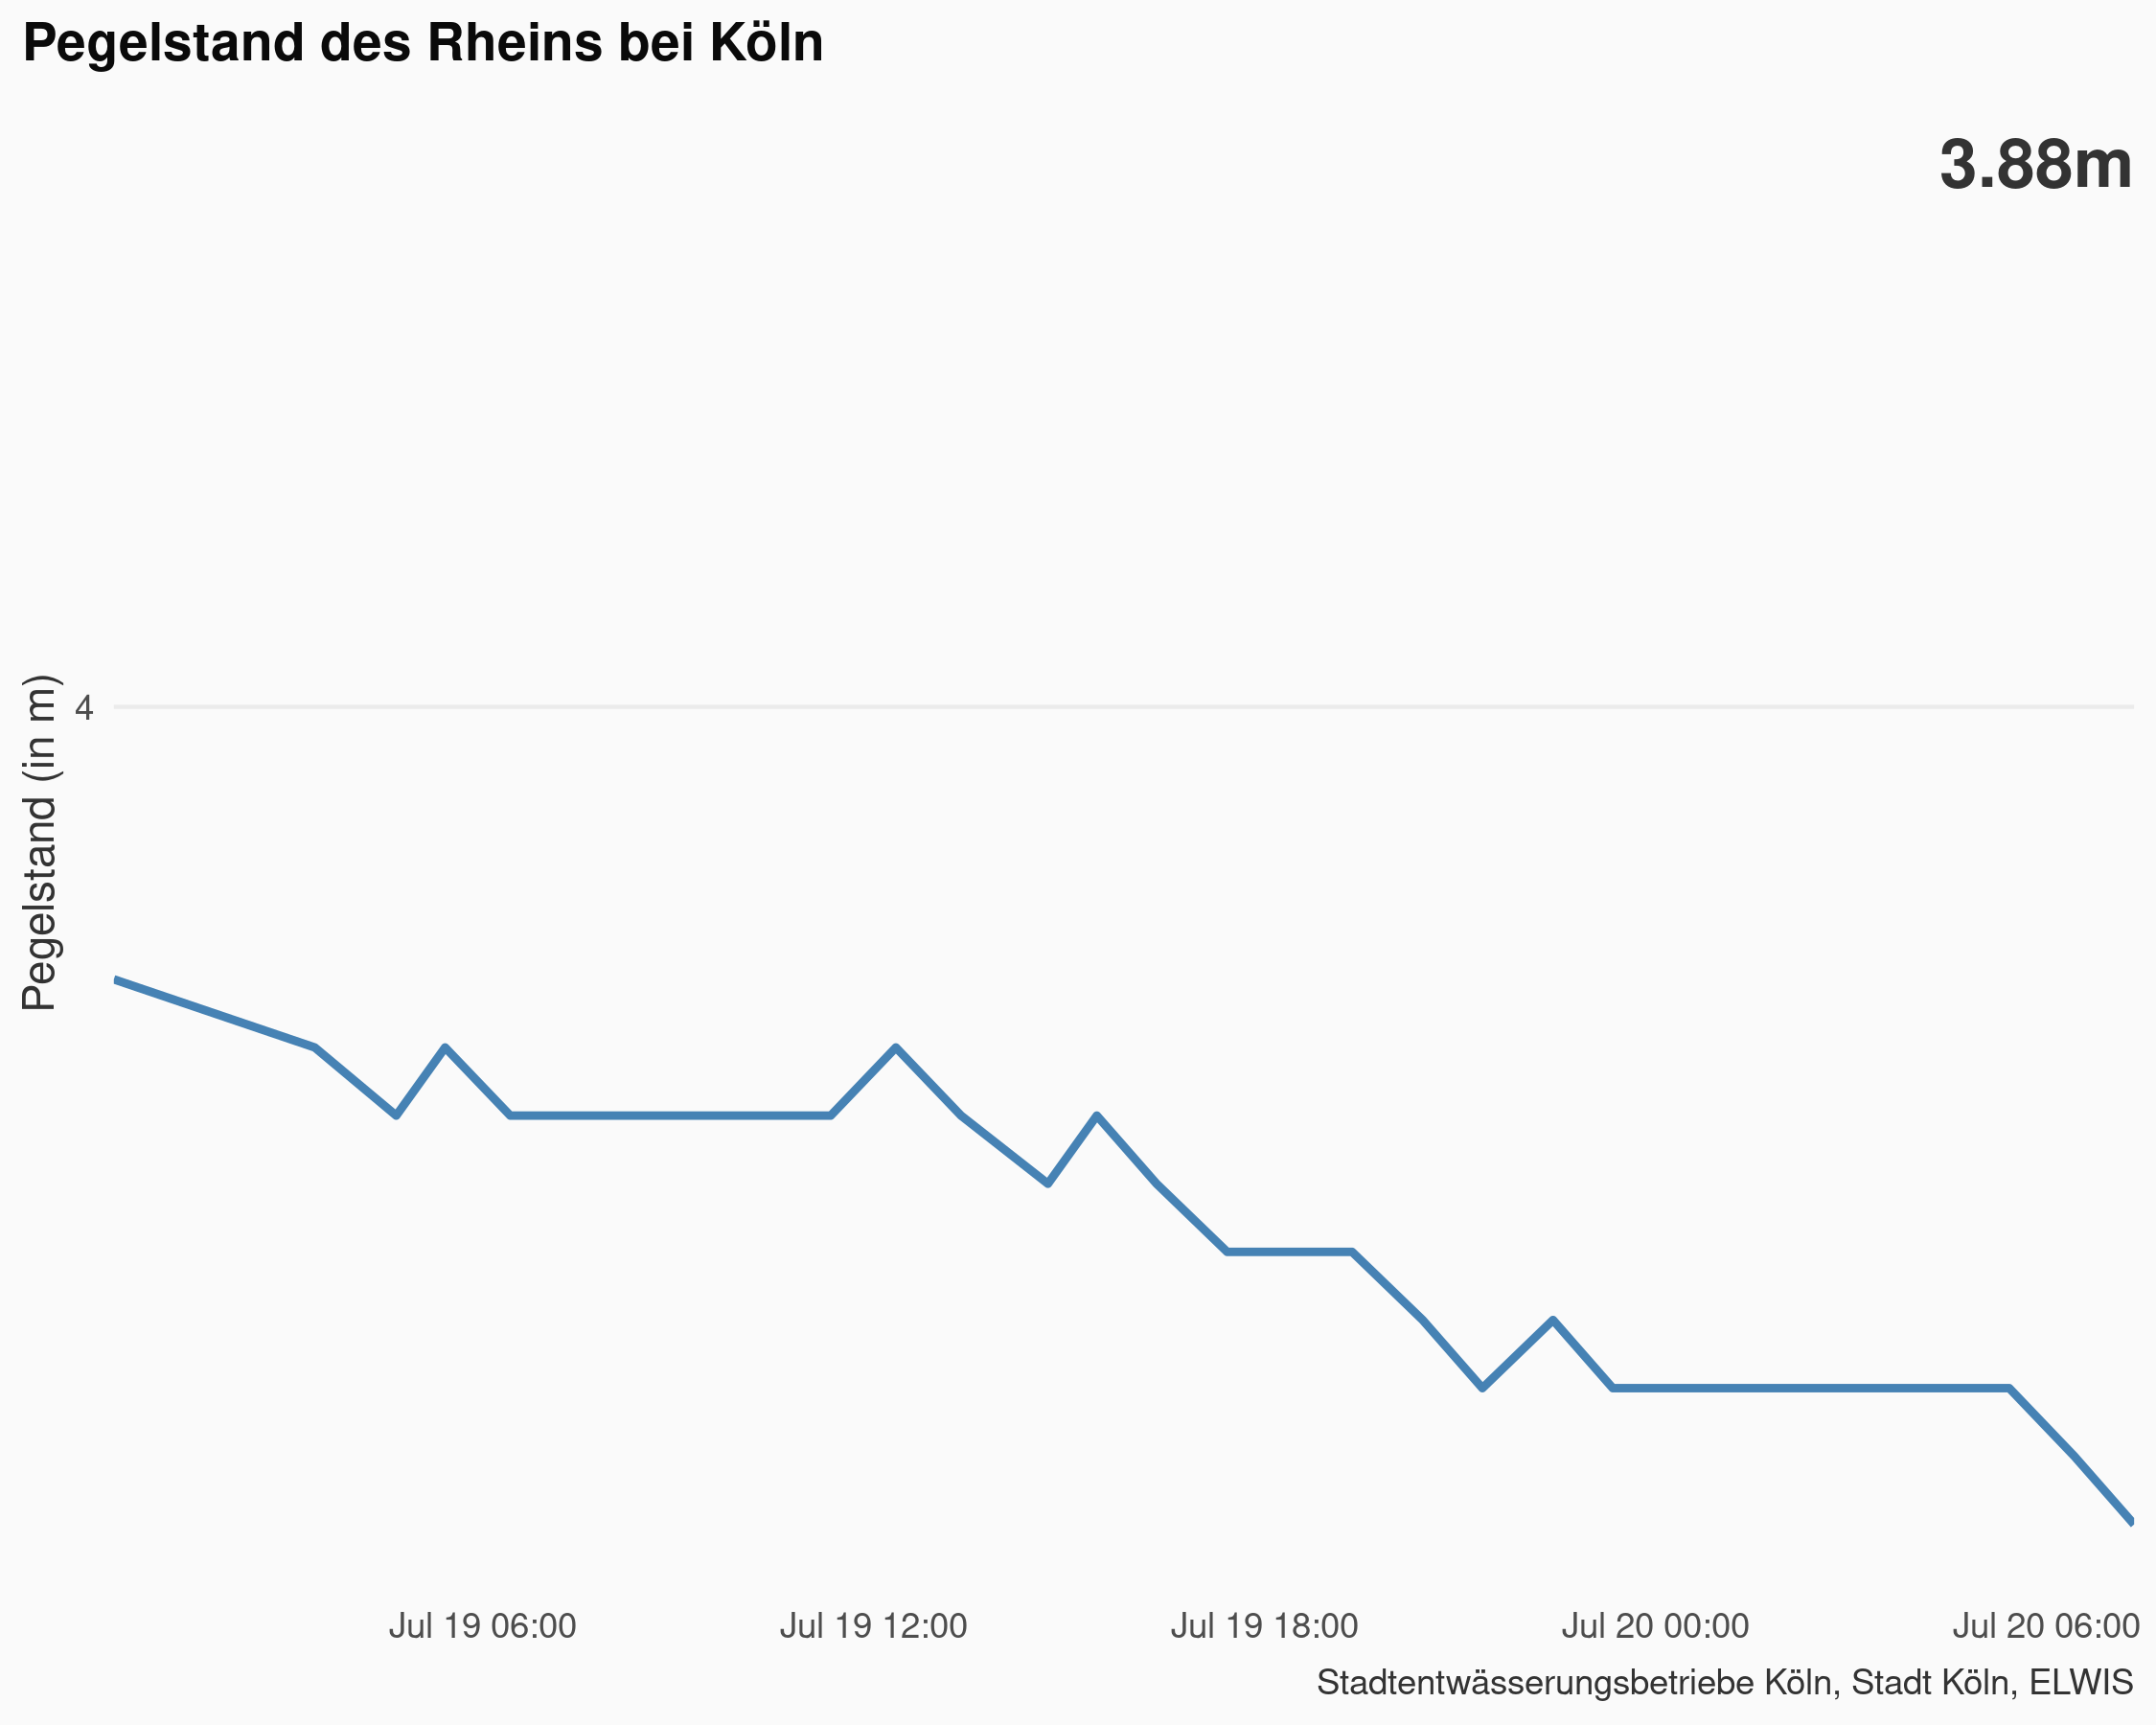 Pegelstand des Rheins bei Köln
3.88m
Pegelstand (in m)
4
Jul 19 06:00
Jul 19 12:00
Jul 19 18:00
Jul 20 00:00
Jul 20 06:00
Stadtentwässerungsbetriebe Köln, Stadt Köln, ELWIS